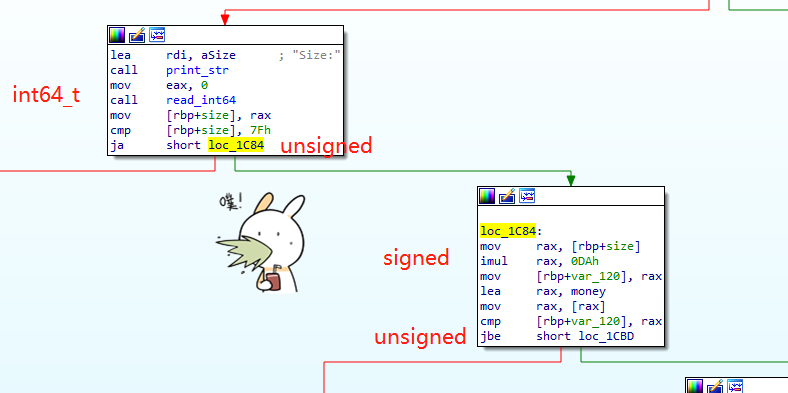 lea rdi, aSize ; "Size:"
call print_str
mov eax, 0
call read_int64
mov [rbp+size], rax
cmp [rbp+size], 7Fh
ja short loc_1C84
int64_t
unsigned
噗!
loc_1C84:
mov rax, [rbp+size]
imul rax, 0DAh
mov [rbp+var_120], rax
lea rax, money
mov rax, [rax]
cmp [rbp+var_120], rax
jbe short loc_1CBD
signed
unsigned